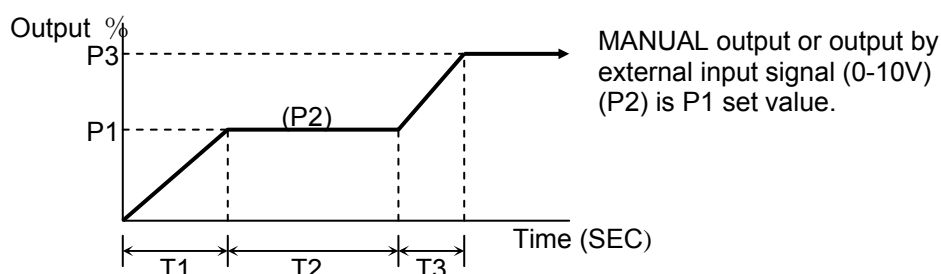 Output %
P3
MANUAL output or output by
external input signal (0-10V)
(P2) is P1 set value.
(P2)
P1
Time (SEC)
T1 T2 T3